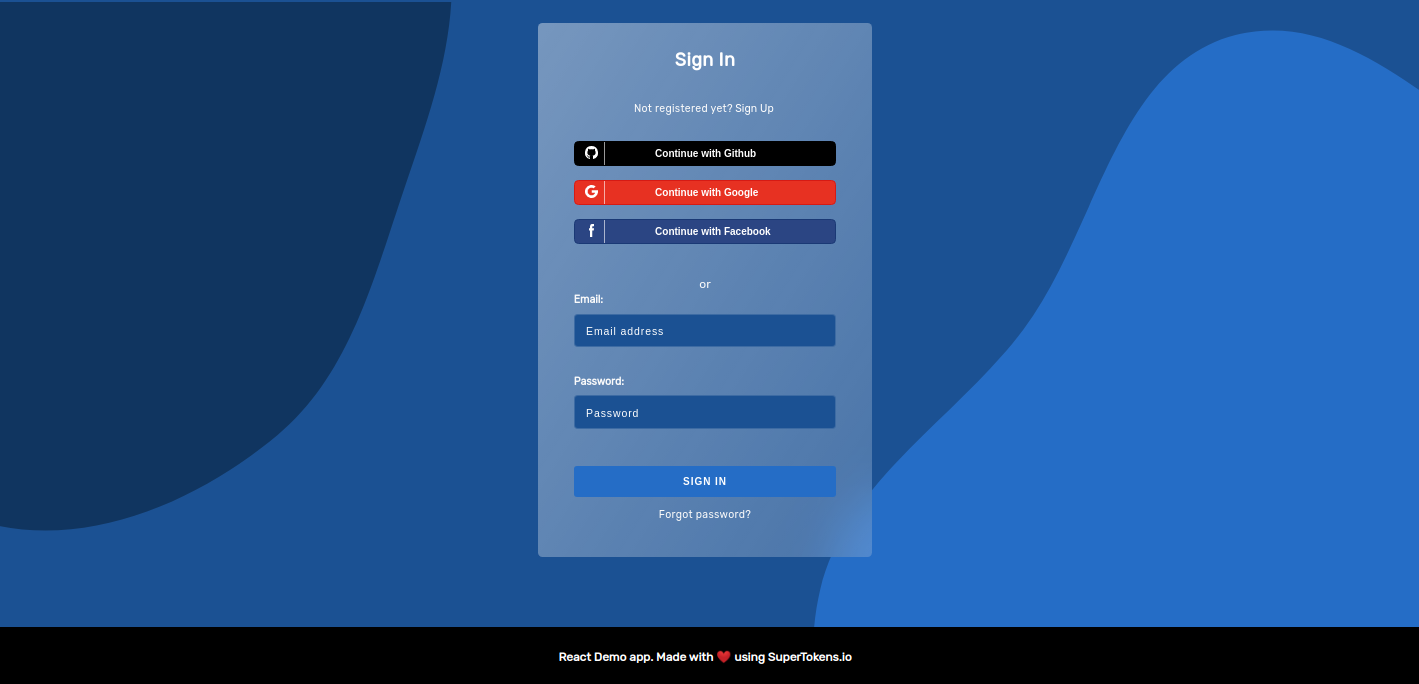 Sign In
Not registered yet? Sign Up
Continue with Github
Continue with Google
Continue with Facebook
or
Email:
Email address
Password:
Password
SIGN IN
Forgot password?
React Demo app. Made with ❤️ using SuperTokens.io